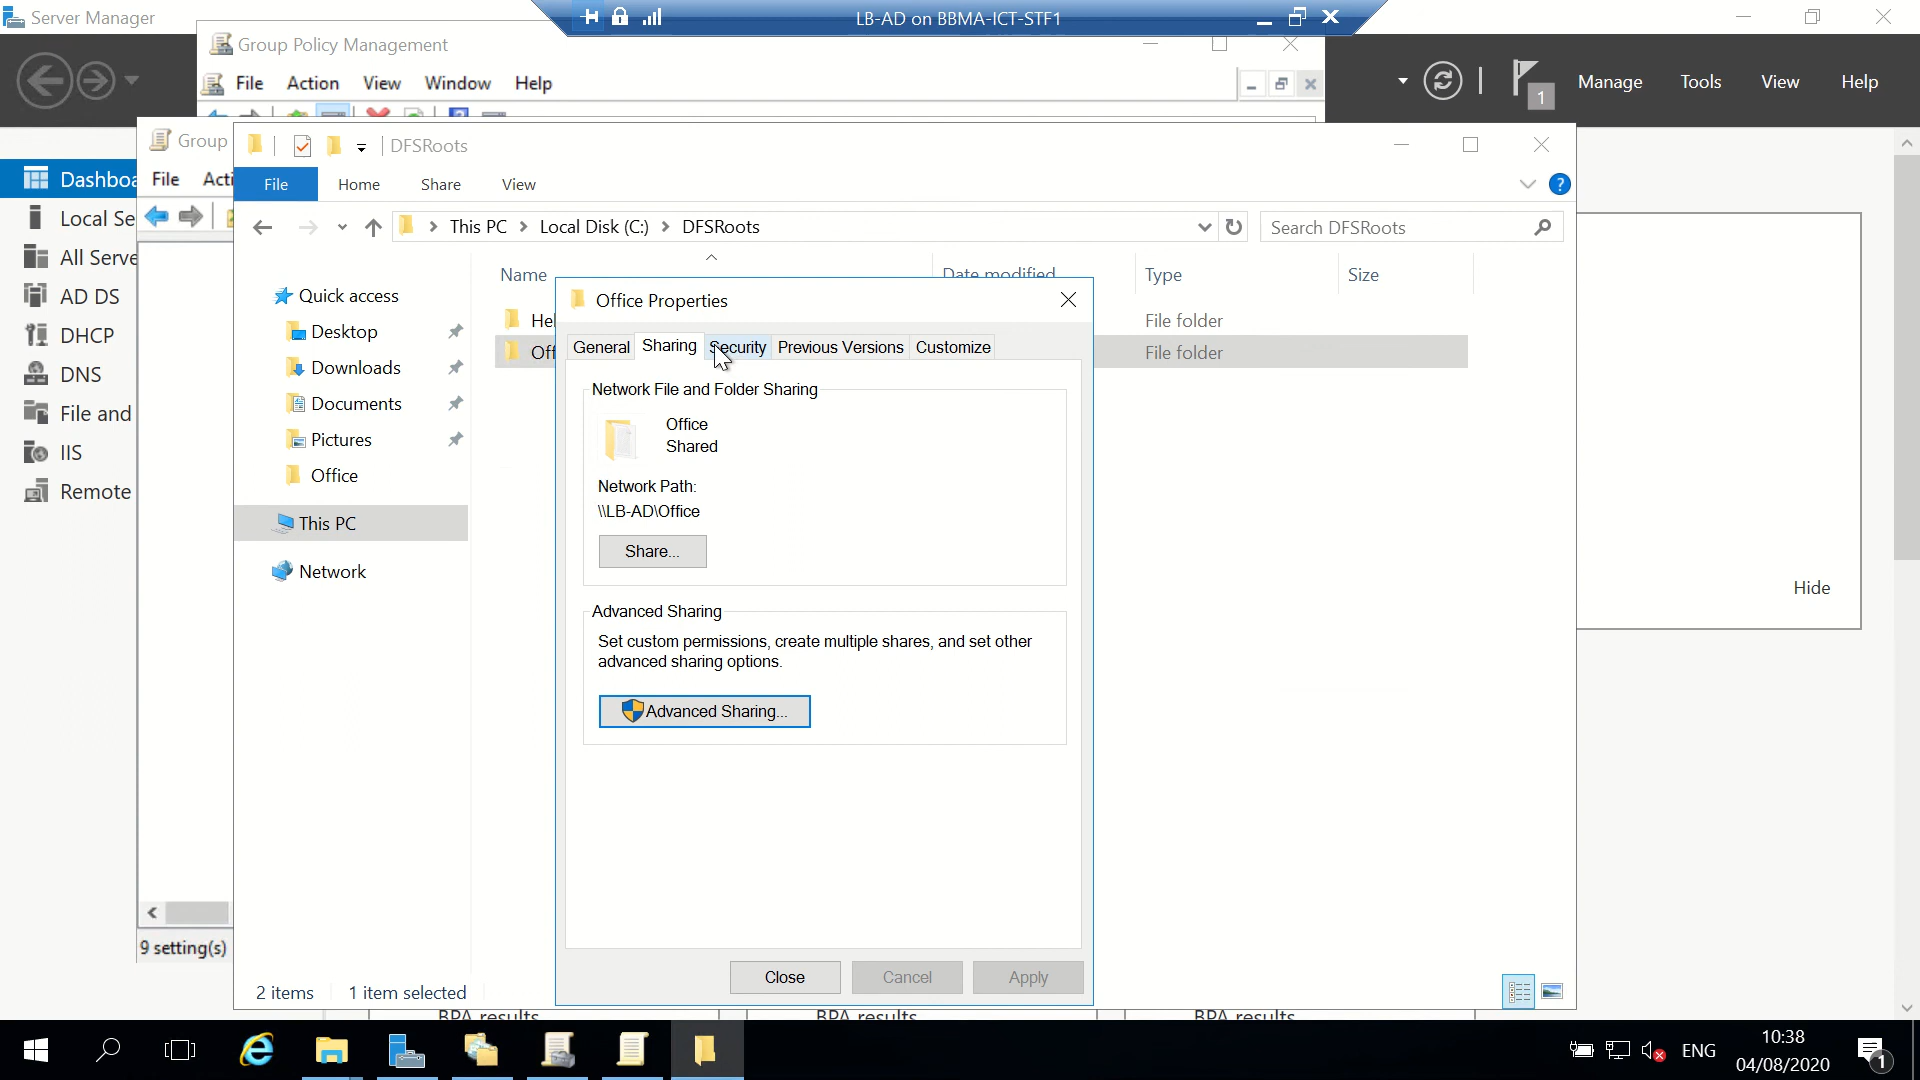 Server Manager
LB-AD on BBMA-ICT-STF1
Group Policy Management
File Action View Window Help
1
Manage Tools View Help
Group
DFSRoots
File
File Home Share View
This PC Local Disk (C:) DFSRoots
Search DFSRoots
Local
All
AD DS
DHCP
DNS
File and
IIS
Remote
Quick access
Desktop
Downloads
Documents
Pictures
Office
This PC
Network
Name Date modified Type Size
File folder
File folder
Office Properties
General Sharing Security Previous Versions Customize
Network File and Folder Sharing
Office
Shared
Network Path:
\\LB-AD\Office
Share...
Advanced Sharing
Set custom permissions, create multiple shares, and set other
advanced sharing options.
Advanced Sharing...
Close Cancel Apply
Hide
9 setting(s)
2 items 1 item selected
BPA results BPA results BPA results
ENG
10:38
04/08/2020
1